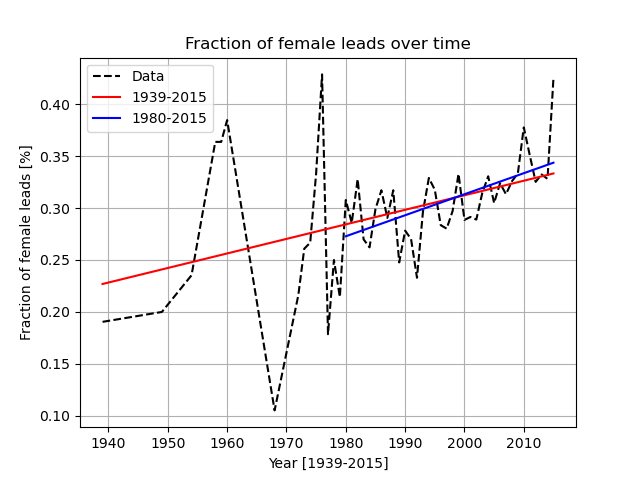 Fraction of female leads over time
Data
1939-2015
1980-2015
Fraction of female leads [%]
0.40
0.35
0.30
0.25
0.20
0.15
0.10
1940 1950 1960 1970 1980 1990 2000 2010
Year [1939-2015]